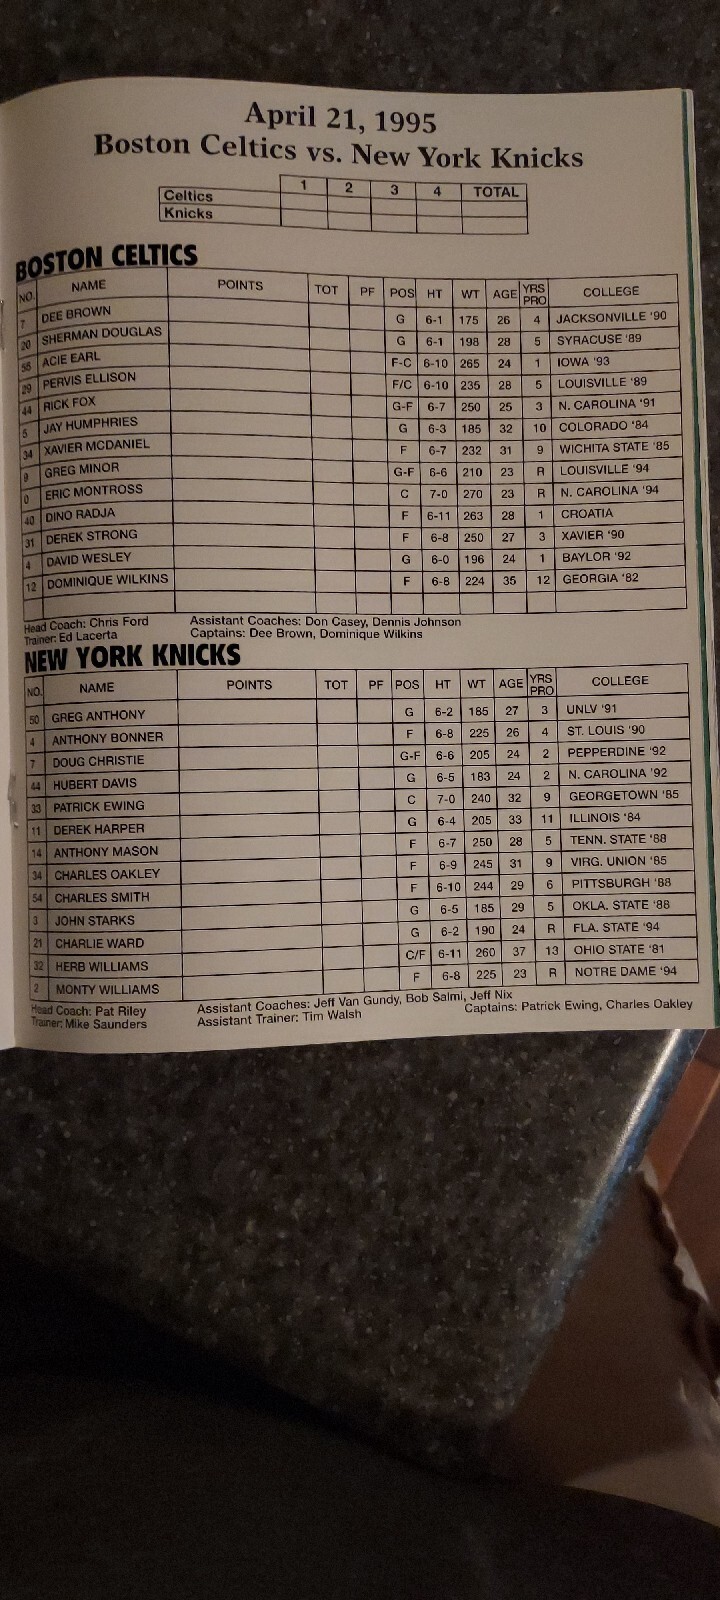 April 21, 1995
Boston Celtics vs. New York Knicks
1 2 3 4 TOTAL
Celtics
Knicks
BOSTON CELTICS
NO. NAME POINTS TOT PF POS HT WT AGE YRS PRO COLLEGE
7 DEE BROWN G 6-1 175 26 4 JACKSONVILLE '90
20 SHERMAN DOUGLAS G 6-1 198 28 5 SYRACUSE '89
55 ACIE EARL F-C 6-10 265 24 1 IOWA '93
29 PERVIS ELLISON F/C 6-10 235 28 5 LOUISVILLE '89
44 RICK FOX G-F 6-7 250 25 3 N. CAROLINA '91
5 JAY HUMPHRIES G 6-3 185 32 10 COLORADO '84
34 XAVIER MCDANIEL F 6-7 232 31 9 WICHITA STATE '85
9 GREG MINOR G-F 6-6 210 23 R LOUISVILLE '94
0 ERIC MONTROSS C 7-0 270 23 R N. CAROLINA '94
40 DINO RADJA F 6-11 263 28 1 CROATIA
31 DEREK STRONG F 6-8 250 27 3 XAVIER '90
4 DAVID WESLEY G 6-0 196 24 1 BAYLOR '92
12 DOMINIQUE WILKINS F 6-8 224 35 12 GEORGIA '82
Head Coach: Chris Ford Assistant Coaches: Don Casey, Dennis Johnson
Trainer: Ed Lacerta Captains: Dee Brown, Dominique Wilkins
NEW YORK KNICKS
NO. NAME POINTS TOT PF POS HT WT AGE YRS PRO COLLEGE
50 GREG ANTHONY G 6-2 185 27 3 UNLV '91
4 ANTHONY BONNER F 6-8 225 26 4 ST. LOUIS '90
7 DOUG CHRISTIE G-F 6-6 205 24 2 PEPPERDINE '92
44 HUBERT DAVIS G 6-5 183 24 2 N. CAROLINA '92
33 PATRICK EWING C 7-0 240 32 9 GEORGETOWN '85
11 DEREK HARPER G 6-4 205 33 11 ILLINOIS '84
14 ANTHONY MASON F 6-7 250 28 5 TENN. STATE '88
34 CHARLES OAKLEY F 6-9 245 31 9 VIRG. UNION '85
54 CHARLES SMITH F 6-10 244 29 6 PITTSBURGH '88
3 JOHN STARKS G 6-5 185 29 5 OKLA. STATE '88
21 CHARLIE WARD G 6-2 190 24 R FLA. STATE '94
32 HERB WILLIAMS C/F 6-11 260 37 13 OHIO STATE '81
2 MONTY WILLIAMS F 6-8 225 23 R NOTRE DAME '94
Head Coach: Pat Riley Assistant Coaches: Jeff Van Gundy, Bob Salmi, Jeff Nix
Trainer: Mike Saunders Assistant Trainer: Tim Walsh Captains: Patrick Ewing, Charles Oakley